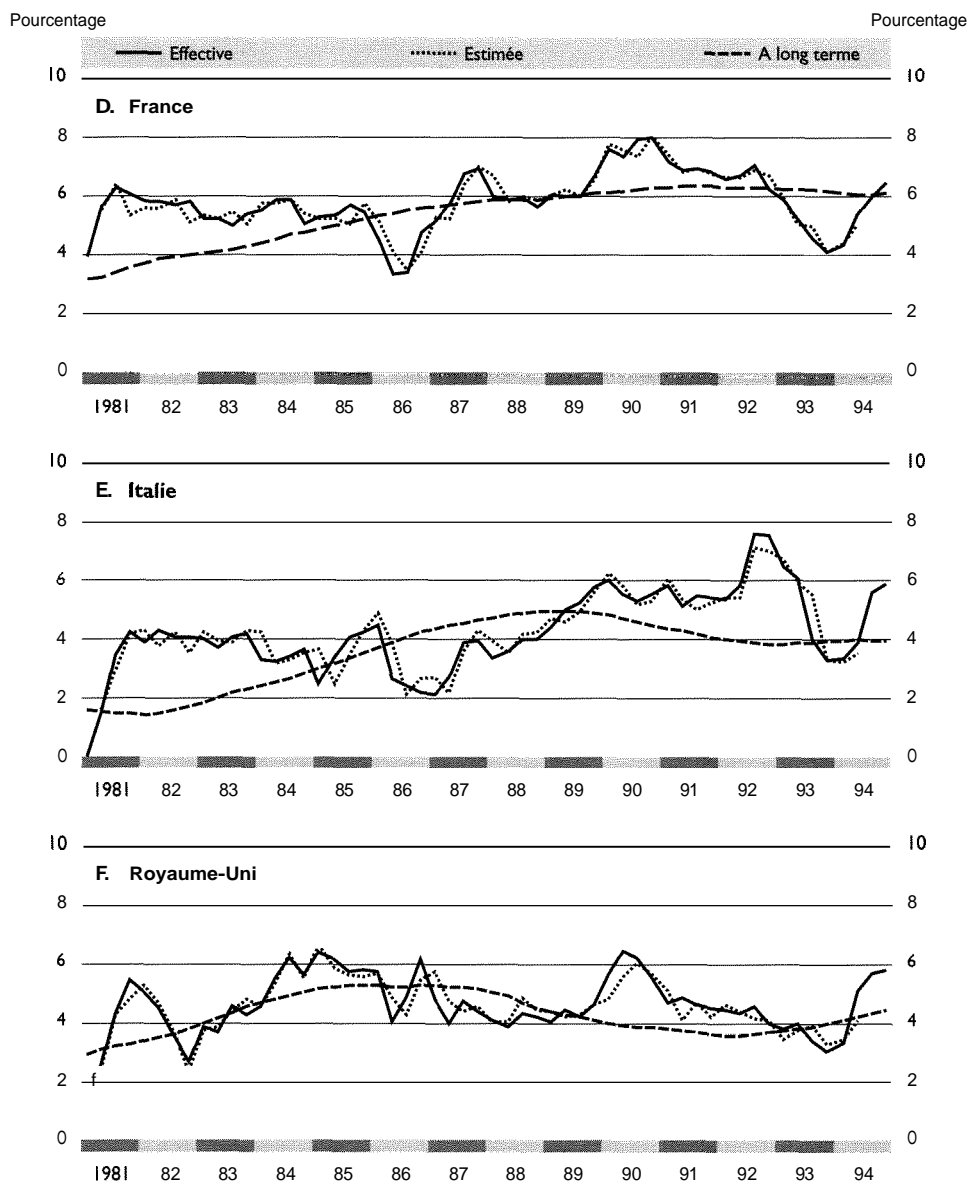 Pourcentage Pourcentage
Effective Estimée A long terme
10 10
D. France
8 8
6 6
4 4
2 2
0 0
1981 82 83 84 85 86 87 88 89 90 91 92 93 94
10 10
E. Italie
8 8
6 6
4 4
2 2
0 0
1981 82 83 84 85 86 87 88 89 90 91 92 93 94
10 10
F. Royaume-Uni
8 8
6 6
4 4
2 f 2
0 0
1981 82 83 84 85 86 87 88 89 90 91 92 93 94